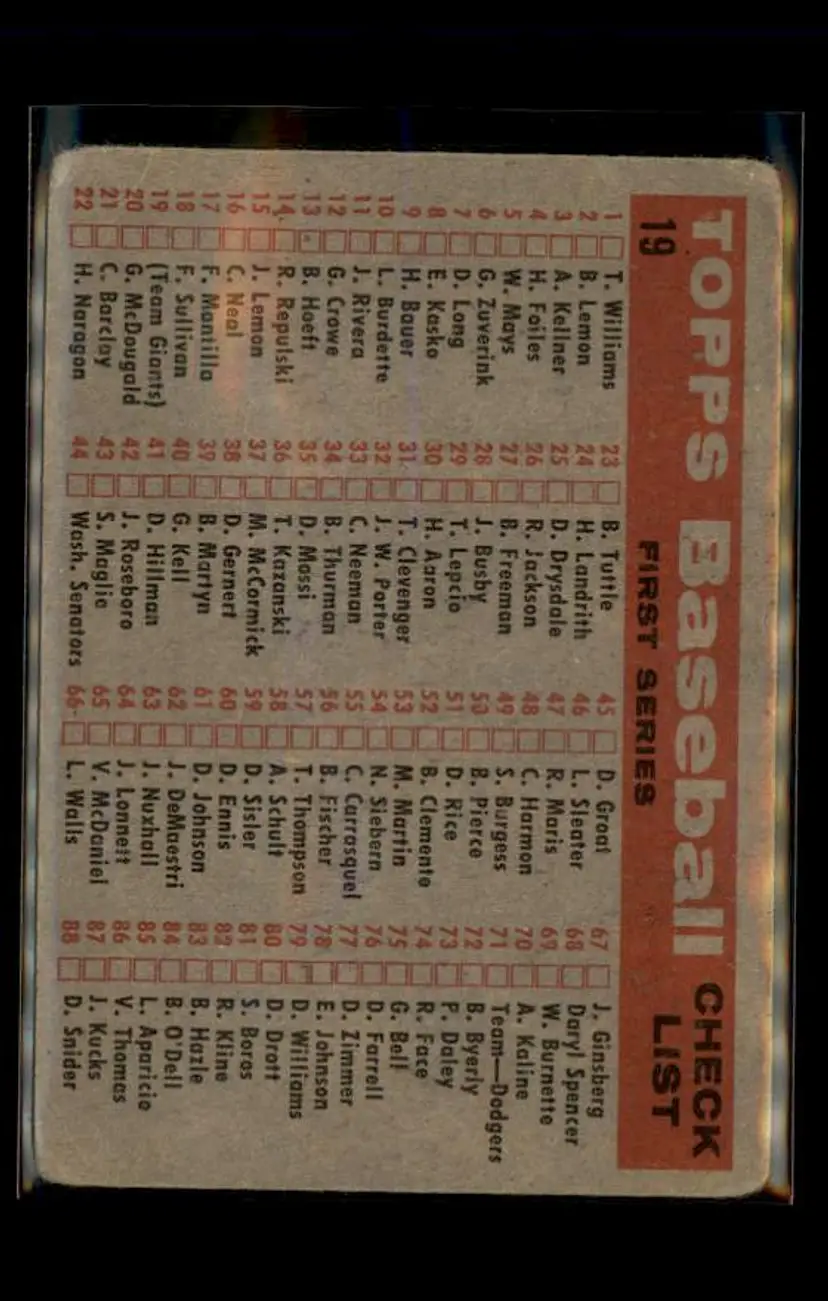 TOPPS Baseball CHECK LIST
19 FIRST SERIES
1 T. Williams
2 B. Lemon
3 A. Kellner
4 H. Foiles
5 W. Mays
6 G. Zuverink
7 D. Long
8 E. Kasko
9 H. Bauer
10 L. Burdette
11 J. Rivera
12 G. Crowe
13 B. Hoeft
14 R. Repulski
15 J. Lemon
16 C. Neal
17 F. Mantilla
18 F. Sullivan
19 (Team Giants)
20 G. McDougald
21 C. Barclay
22 H. Naragon
23 B. Tuttle
24 H. Landrith
25 D. Drysdale
26 R. Jackson
27 B. Freeman
28 J. Busby
29 T. Lepcio
30 H. Aaron
31 T. Clevenger
32 J. W. Porter
33 C. Neeman
34 B. Thurman
35 D. Mossi
36 T. Kazanski
37 M. McCormick
38 D. Gernert
39 B. Martyn
40 G. Kell
41 D. Hillman
42 J. Roseboro
43 S. Maglie
44 Wash. Senators
45 D. Groat
46 L. Sleater
47 R. Maris
48 C. Harmon
49 S. Burgess
50 B. Pierce
51 D. Rice
52 B. Clemente
53 M. Martin
54 N. Siebern
55 C. Carrasquel
56 B. Fischer
57 T. Thompson
58 A. Schult
59 D. Sisler
60 D. Ennis
61 D. Johnson
62 J. DeMaestri
63 J. Nuxhall
64 J. Lonnett
65 V. McDaniel
66 L. Walls
67 J. Ginsberg
68 Daryl Spencer
69 W. Burnette
70 A. Kaline
71 Team—Dodgers
72 B. Byerly
73 P. Daley
74 R. Face
75 G. Bell
76 D. Farrell
77 D. Zimmer
78 E. Johnson
79 D. Williams
80 D. Drott
81 S. Boros
82 R. Kline
83 B. Hazle
84 B. O'Dell
85 L. Aparicio
86 V. Thomas
87 J. Kucks
88 D. Snider